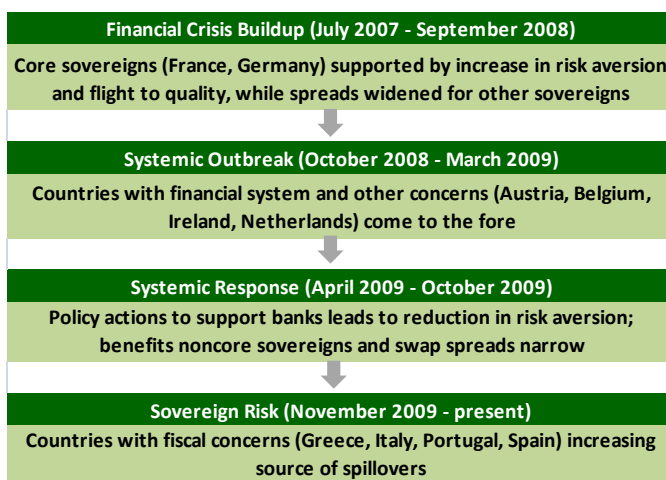 Financial Crisis Buildup (July 2007 - September 2008)
Core sovereigns (France, Germany) supported by increase in risk aversion
and flight to quality, while spreads widened for other sovereigns
Systemic Outbreak (October 2008 - March 2009)
Countries with financial system and other concerns (Austria, Belgium,
Ireland, Netherlands) come to the fore
Systemic Response (April 2009 - October 2009)
Policy actions to support banks leads to reduction in risk aversion;
benefits noncore sovereigns and swap spreads narrow
Sovereign Risk (November 2009 - present)
Countries with fiscal concerns (Greece, Italy, Portugal, Spain) increasing
source of spillovers